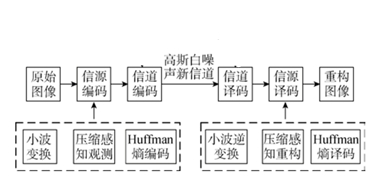 高斯白噪
声新信道
原始
图像
信源
编码
信道
编码
信道
译码
信源
译码
重构
图像
小波
变换
压缩感
知观测
Huffman
熵编码
小波逆
变换
压缩感
知重构
Huffman
熵译码